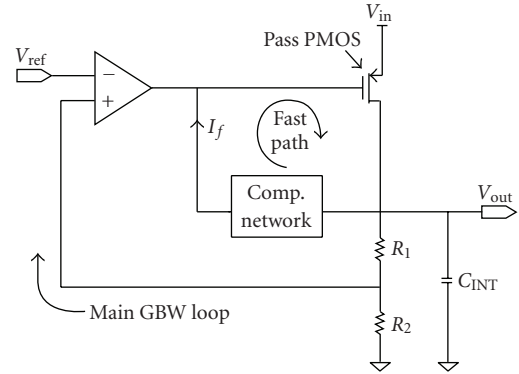 V_in
Pass PMOS
V_ref
−
+
I_f
Fast
path
Comp.
network
V_out
R_1
C_INT
Main GBW loop
R_2